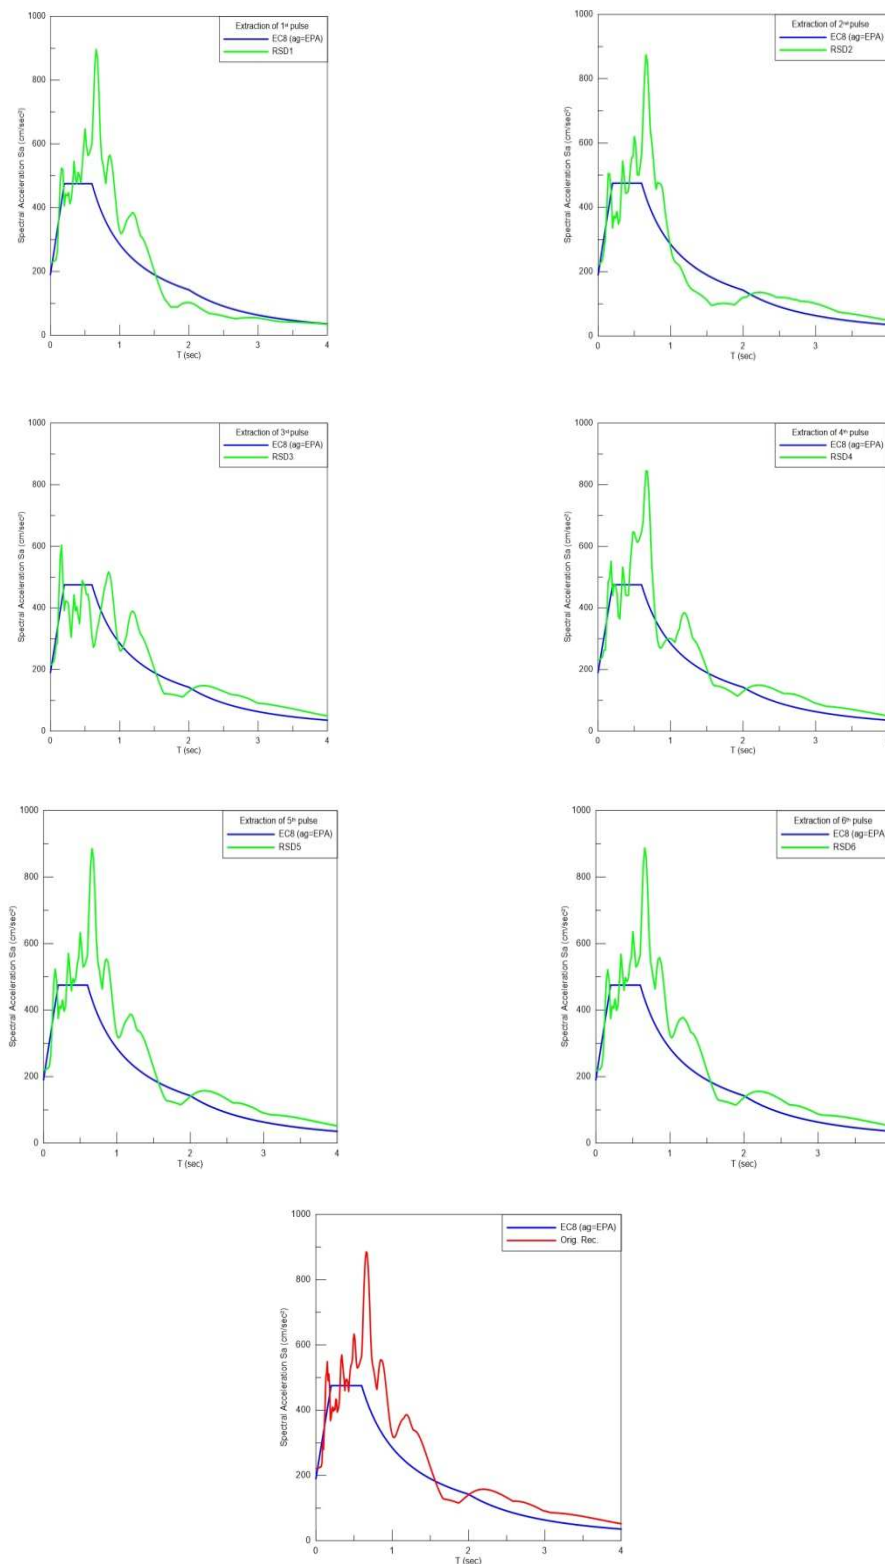 1000
Extraction of 1st pulse
EC8 (ag=EPA)
RSD1
800
600
400
200
0
Spectral Acceleration Sa (cm/sec²)
0 1 2 3 4
T (sec)
1000
Extraction of 2nd pulse
EC8 (ag=EPA)
RSD2
800
600
400
200
0
Spectral Acceleration Sa (cm/sec²)
0 1 2 3
T (sec)
1000
Extraction of 3rd pulse
EC8 (ag=EPA)
RSD3
800
600
400
200
0
Spectral Acceleration Sa (cm/sec²)
0 1 2 3 4
T (sec)
1000
Extraction of 4th pulse
EC8 (ag=EPA)
RSD4
800
600
400
200
0
Spectral Acceleration Sa (cm/sec²)
0 1 2 3
T (sec)
1000
Extraction of 5th pulse
EC8 (ag=EPA)
RSD5
800
600
400
200
0
Spectral Acceleration Sa (cm/sec²)
0 1 2 3 4
T (sec)
1000
Extraction of 6th pulse
EC8 (ag=EPA
RSD6
800
600
400
200
0
Spectral Acceleration Sa (cm/sec²)
0 1 2 3
T (sec)
1000
EC8 (ag=EPA)
Orig. Rec.
800
600
400
200
0
Spectral Acceleration Sa (cm/sec²)
0 1 2 3 4
T (sec)